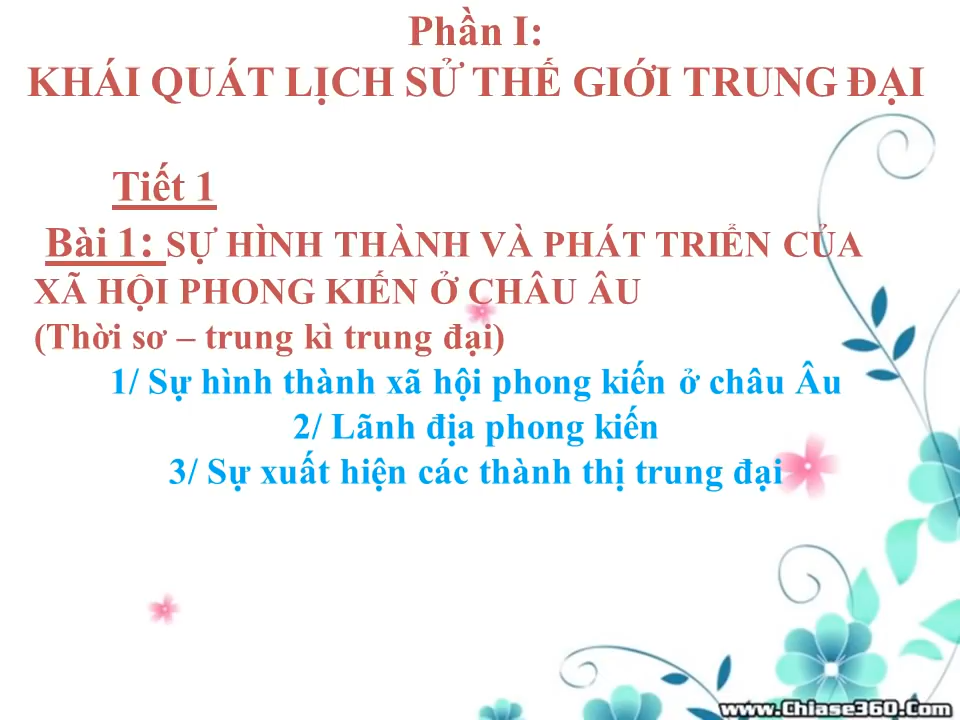 Phần I:
KHÁI QUÁT LỊCH SỬ THẾ GIỚI TRUNG ĐẠI
Tiết 1
Bài 1: SỰ HÌNH THÀNH VÀ PHÁT TRIỂN CỦA
XÃ HỘI PHONG KIẾN Ở CHÂU ÂU
(Thời sơ – trung kì trung đại)
1/ Sự hình thành xã hội phong kiến ở châu Âu
2/ Lãnh địa phong kiến
3/ Sự xuất hiện các thành thị trung đại
www.Chiase360.Com